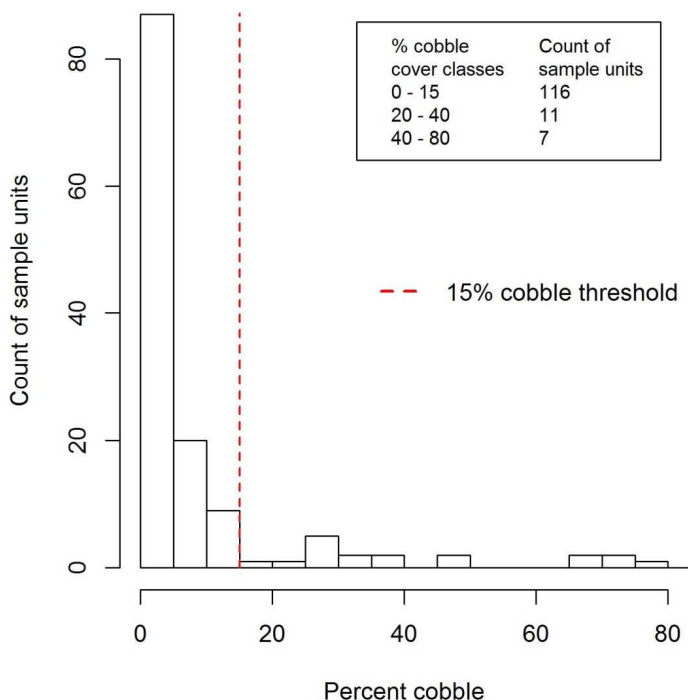 % cobble Count of
cover classes sample units
0 - 15 116
20 - 40 11
40 - 80 7
15% cobble threshold
Count of sample units
80
60
40
20
0
0 20 40 60 80
Percent cobble